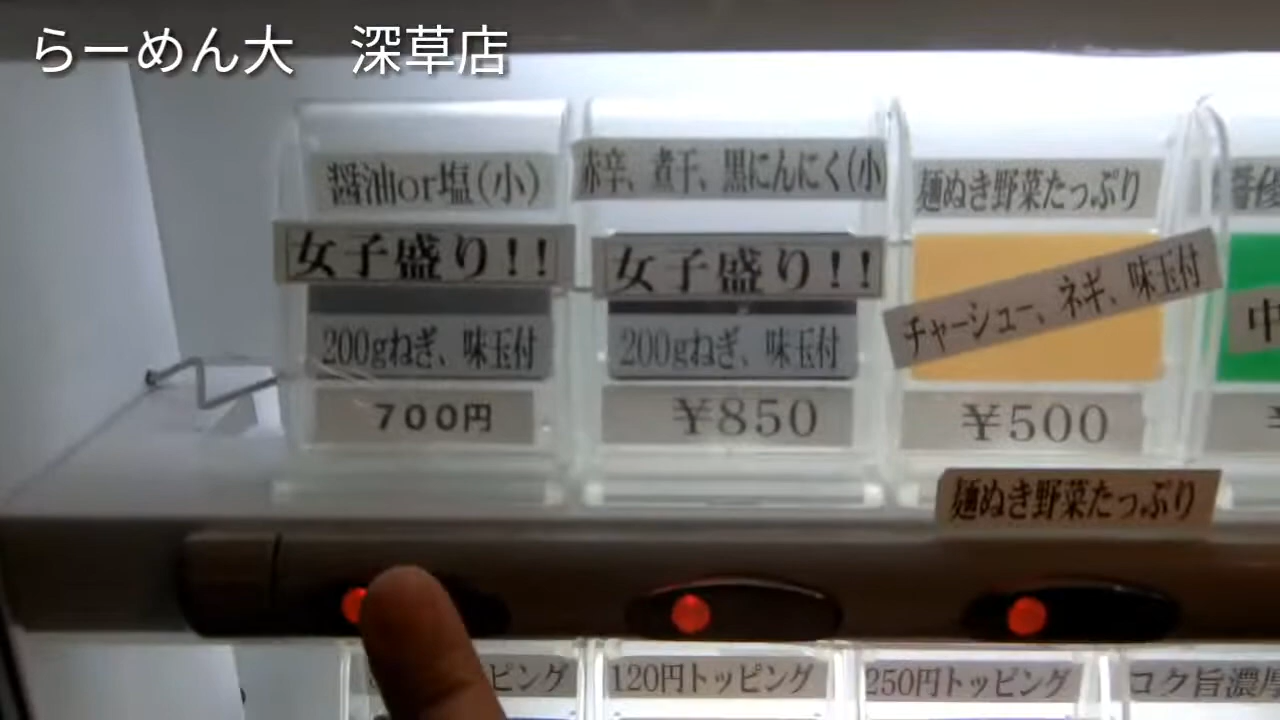 らーめん大　深草店
醤油or塩(小)
女子盛り!!
200gねぎ、味玉付
700円
赤辛、煮干、黒にんにく(小
女子盛り!!
200gねぎ、味玉付
¥850
麺ぬき野菜たっぷり
チャーシュー、ネギ、味玉付
¥500
麺ぬき野菜たっぷり
中
¥
ピング
120円トッピング
250円トッピング
コク旨濃厚